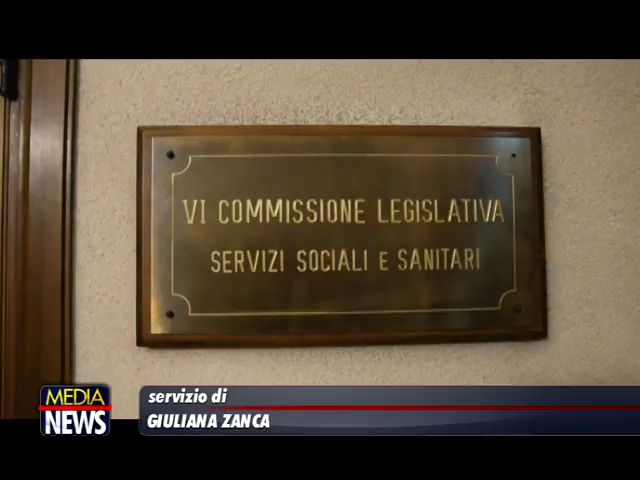 VI COMMISSIONE LEGISLATIVA
SERVIZI SOCIALI E SANITARI
MEDIA
NEWS
servizio di
GIULIANA ZANCA